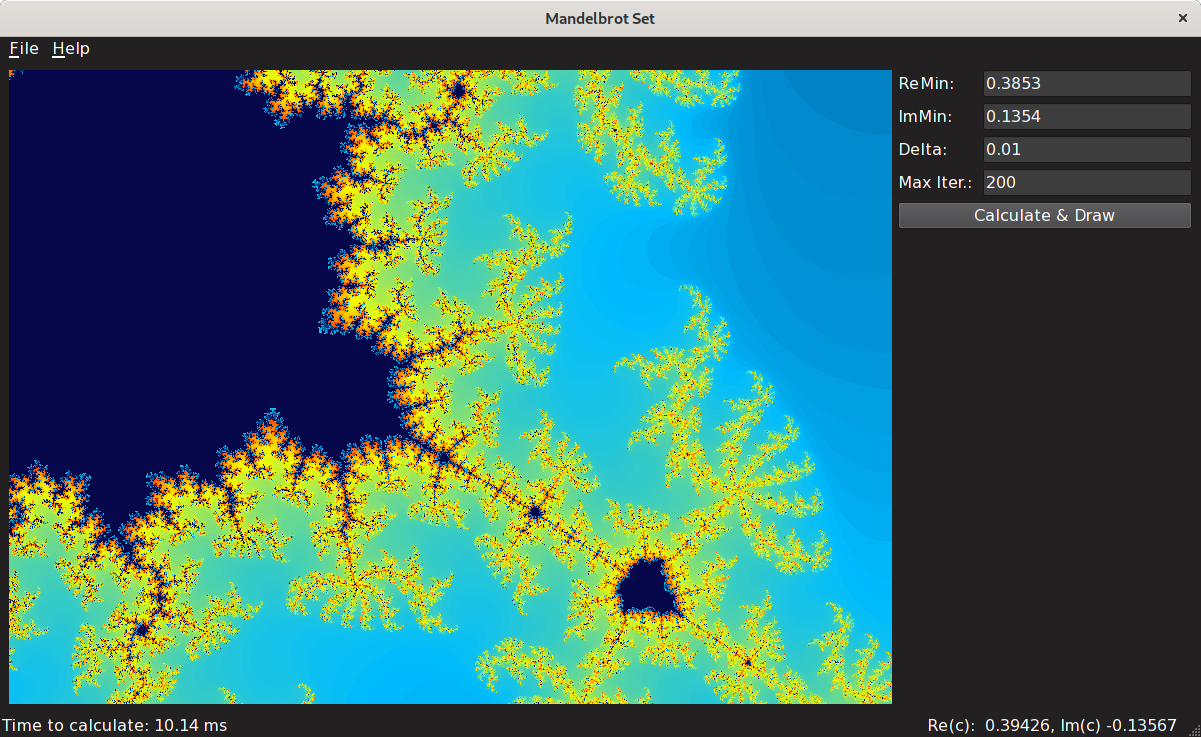 Mandelbrot Set ×
File Help
ReMin: 0.3853
ImMin: 0.1354
Delta: 0.01
Max Iter.: 200
Calculate & Draw
Time to calculate: 10.14 ms
Re(c): 0.39426, Im(c) -0.13567